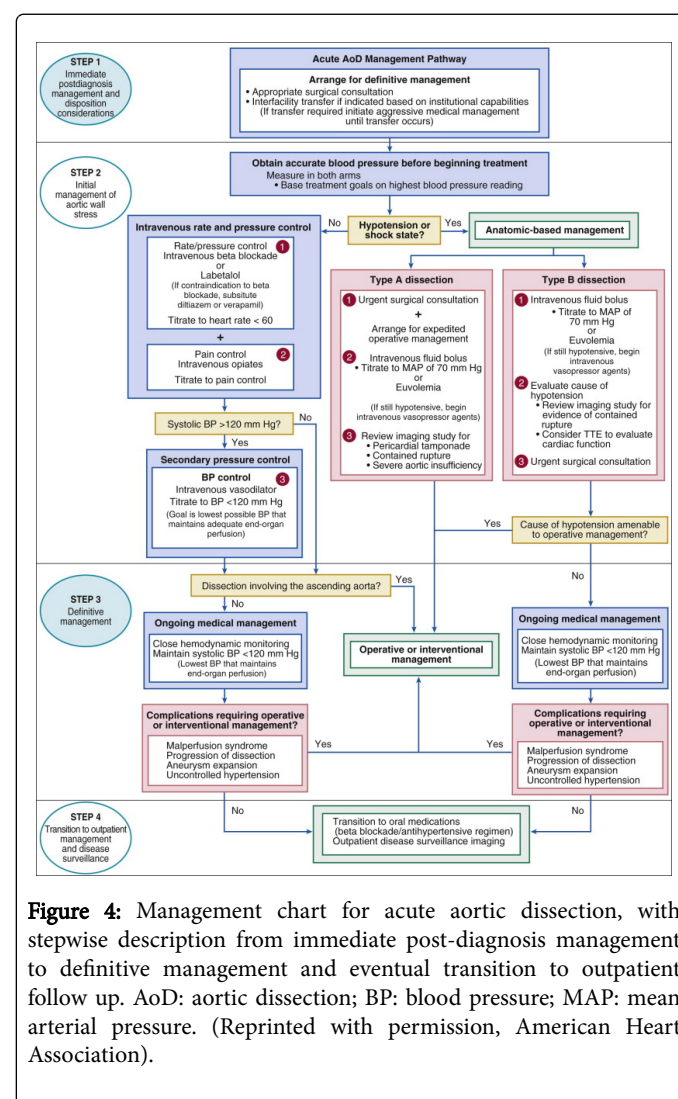 STEP 1
Immediate
postdiagnosis
management and
disposition
considerations
Acute AoD Management Pathway
Arrange for definitive management
• Appropriate surgical consultation
• Interfacility transfer if indicated based on institutional capabilities
(If transfer required initiate aggressive medical management
until transfer occurs)
STEP 2
Initial
management of
aortic wall
stress
Obtain accurate blood pressure before beginning treatment
Measure in both arms
• Base treatment goals on highest blood pressure reading
Hypotension or
shock state?
No
Yes
Intravenous rate and pressure control
Rate/pressure control
1
Intravenous beta blockade
or
Labetalol
(If contraindication to beta
blockade, subsitute
diltiazem or verapamil)
Titrate to heart rate < 60
+
Pain control
2
Intravenous opiates
Titrate to pain control
Systolic BP >120 mm Hg?
No
Yes
Secondary pressure control
BP control
3
Intravenous vasodilator
Titrate to BP <120 mm Hg
(Goal is lowest possible BP that
maintains adequate end-organ
perfusion)
Anatomic-based management
Type A dissection
1 Urgent surgical consultation
+
Arrange for expedited
operative management
2 Intravenous fluid bolus
• Titrate to MAP of 70 mm Hg
or
Euvolemia
(If still hypotensive, begin
intravenous vasopressor agents)
3 Review imaging study for
• Pericardial tamponade
• Contained rupture
• Severe aortic insufficiency
Type B dissection
1 Intravenous fluid bolus
• Titrate to MAP of
70 mm Hg
or
Euvolemia
(If still hypotensive, begin
intravenous
vasopressor agents)
2 Evaluate cause of
hypotension
• Review imaging study for
evidence of contained
rupture
• Consider TTE to evaluate
cardiac function
3 Urgent surgical consultation
Yes
Cause of hypotension amenable
to operative management?
No
STEP 3
Definitive
management
Dissection involving the ascending aorta?
Yes
No
Ongoing medical management
Close hemodynamic monitoring
Maintain systolic BP <120 mm Hg
(Lowest BP that maintains
end-organ perfusion)
Operative or interventional
management
Ongoing medical management
Close hemodynamic monitoring
Maintain systolic BP <120 mm Hg
(Lowest BP that maintains
end-organ perfusion)
Complications requiring operative
or interventional management?
Malperfusion syndrome
Progression of dissection
Aneurysm expansion
Uncontrolled hypertension
Yes
Yes
Complications requiring
operative or interventional
management?
Malperfusion syndrome
Progression of dissection
Aneurysm expansion
Uncontrolled hypertension
No
No
STEP 4
Transition to outpatient
management
and disease
surveillance
Transition to oral medications
(beta blockade/antihypertensive regimen)
Outpatient disease surveillance imaging
Figure 4: Management chart for acute aortic dissection, with
stepwise description from immediate post-diagnosis management
to definitive management and eventual transition to outpatient
follow up. AoD: aortic dissection; BP: blood pressure; MAP: mean
arterial pressure. (Reprinted with permission, American Heart
Association).